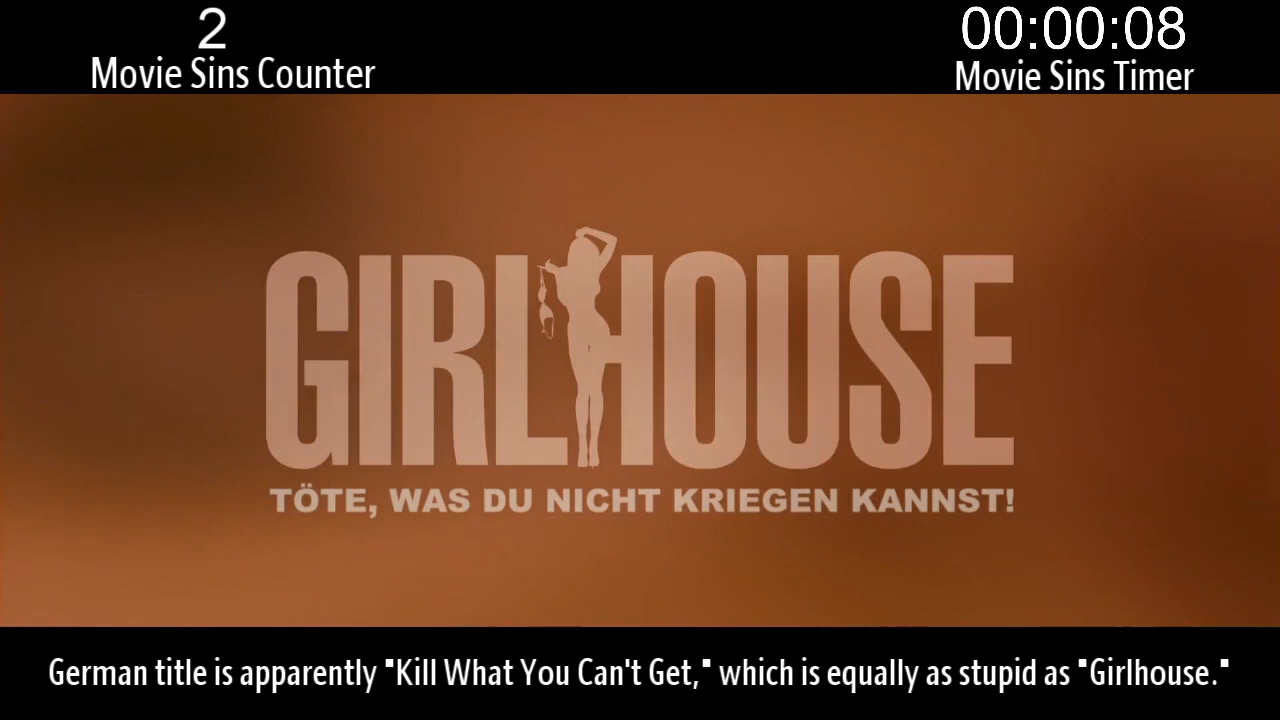 2
Movie Sins Counter
00:00:08
Movie Sins Timer
GIRLHOUSE
TÖTE, WAS DU NICHT KRIEGEN KANNST!
German title is apparently "Kill What You Can't Get," which is equally as stupid as "Girlhouse."